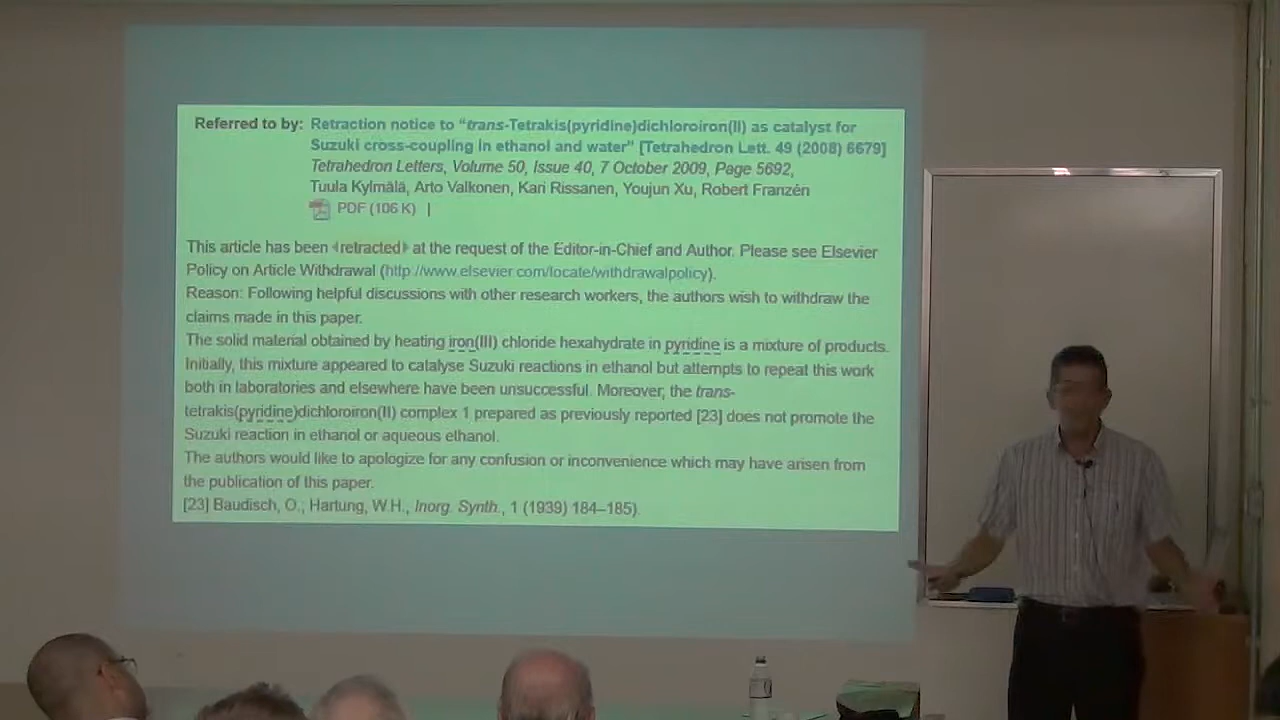 Referred to by: Retraction notice to “trans-Tetrakis(pyridine)dichloroiron(II) as catalyst for
Suzuki cross-coupling in ethanol and water” [Tetrahedron Lett. 49 (2008) 6679]
Tetrahedron Letters, Volume 50, Issue 40, 7 October 2009, Page 5692,
Tuula Kylmälä, Arto Valkonen, Kari Rissanen, Youjun Xu, Robert Franzén
PDF (106 K) |
This article has been retracted at the request of the Editor-in-Chief and Author. Please see Elsevier
Policy on Article Withdrawal (http://www.elsevier.com/locate/withdrawalpolicy).
Reason: Following helpful discussions with other research workers, the authors wish to withdraw the
claims made in this paper.
The solid material obtained by heating iron(III) chloride hexahydrate in pyridine is a mixture of products.
Initially, this mixture appeared to catalyse Suzuki reactions in ethanol but attempts to repeat this work
both in laboratories and elsewhere have been unsuccessful. Moreover, the trans-
tetrakis(pyridine)dichloroiron(II) complex 1 prepared as previously reported [23] does not promote the
Suzuki reaction in ethanol or aqueous ethanol.
The authors would like to apologize for any confusion or inconvenience which may have arisen from
the publication of this paper.
[23] Baudisch, O.; Hartung, W.H., Inorg. Synth., 1 (1939) 184–185).